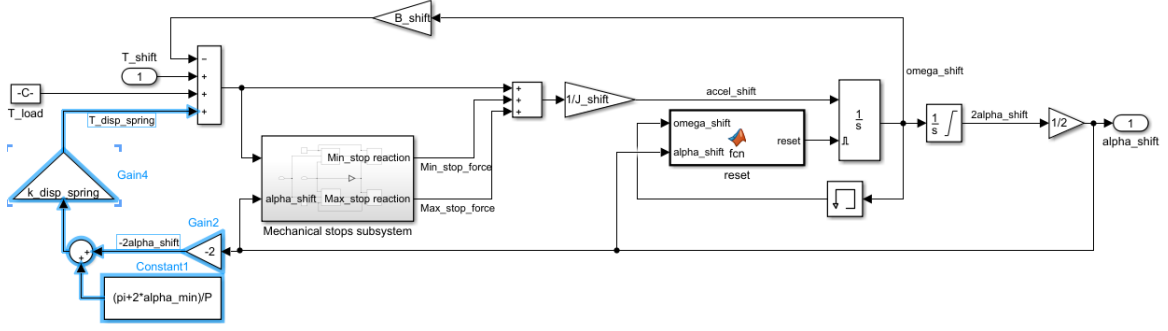 B_shift
T_shift
1
−
+
+
+
-C-
T_load
T_disp_spring
+
+
+
1/J_shift
accel_shift
1
s
omega_shift
1
s
2alpha_shift
1/2
1
alpha_shift
omega_shift
alpha_shift
fcn
reset
reset
Gain4
k_disp_spring
Min_stop reaction
Min_stop_force
alpha_shift
Max_stop reaction
Max_stop_force
Mechanical stops subsystem
Gain2
-2alpha_shift
-2
+
+
Constant1
(pi+2*alpha_min)/P